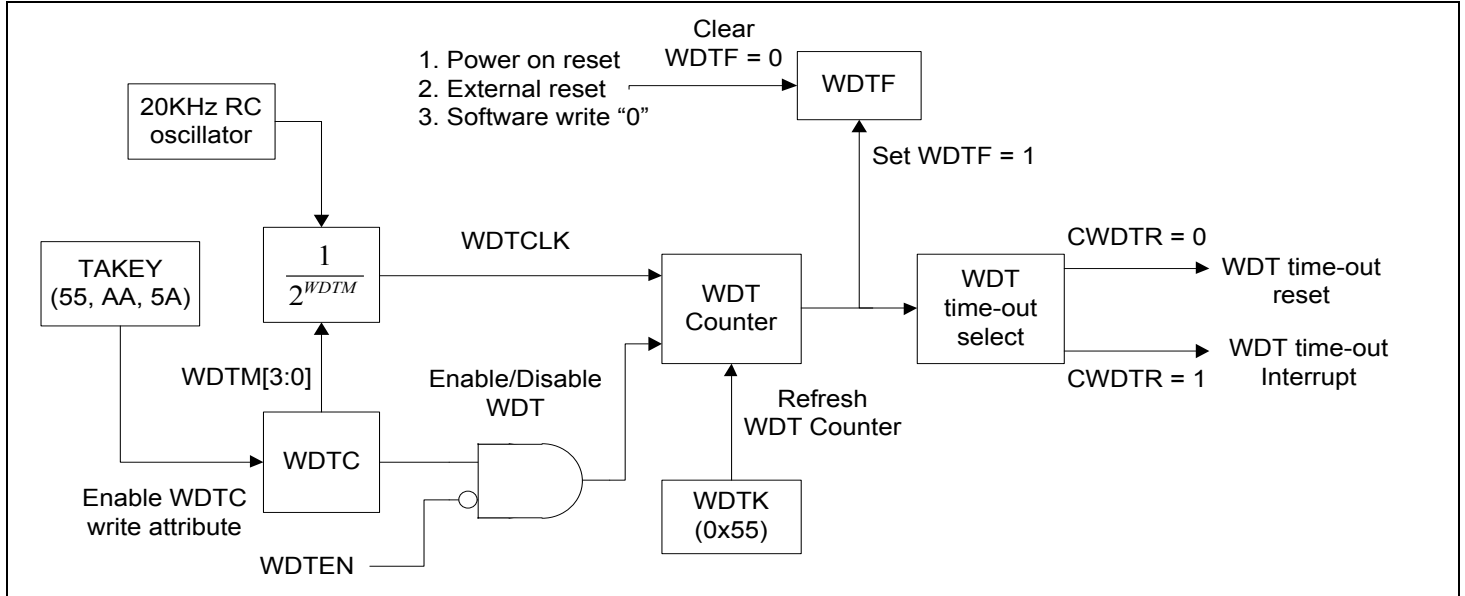 Clear
WDTF = 0
1. Power on reset
2. External reset
3. Software write “0”
WDTF
20KHz RC
oscillator
Set WDTF = 1
TAKEY
(55, AA, 5A)
1
2^WDTM
WDTCLK
WDT
Counter
WDT
time-out
select
CWDTR = 0
WDT time-out
reset
CWDTR = 1
WDT time-out
Interrupt
WDTM[3:0]
Enable/Disable
WDT
Refresh
WDT Counter
WDTC
Enable WDTC
write attribute
WDTK
(0x55)
WDTEN